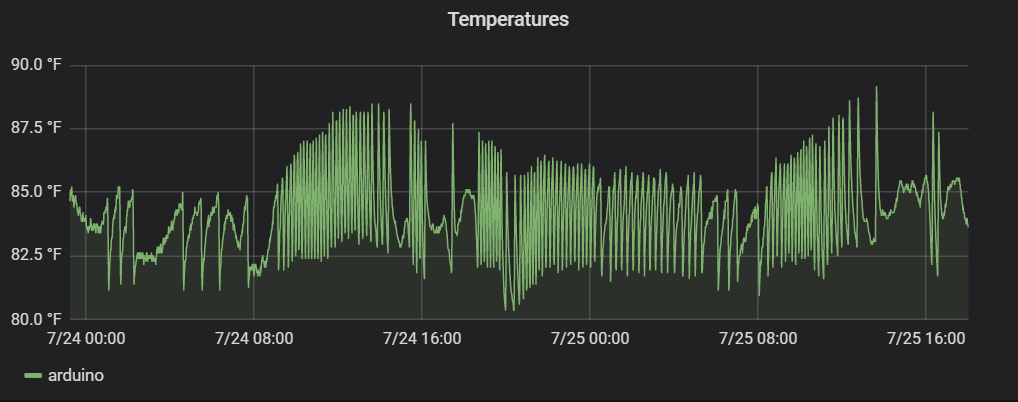 Temperatures
90.0 °F
87.5 °F
85.0 °F
82.5 °F
80.0 °F
7/24 00:00 7/24 08:00 7/24 16:00 7/25 00:00 7/25 08:00 7/25 16:00
arduino